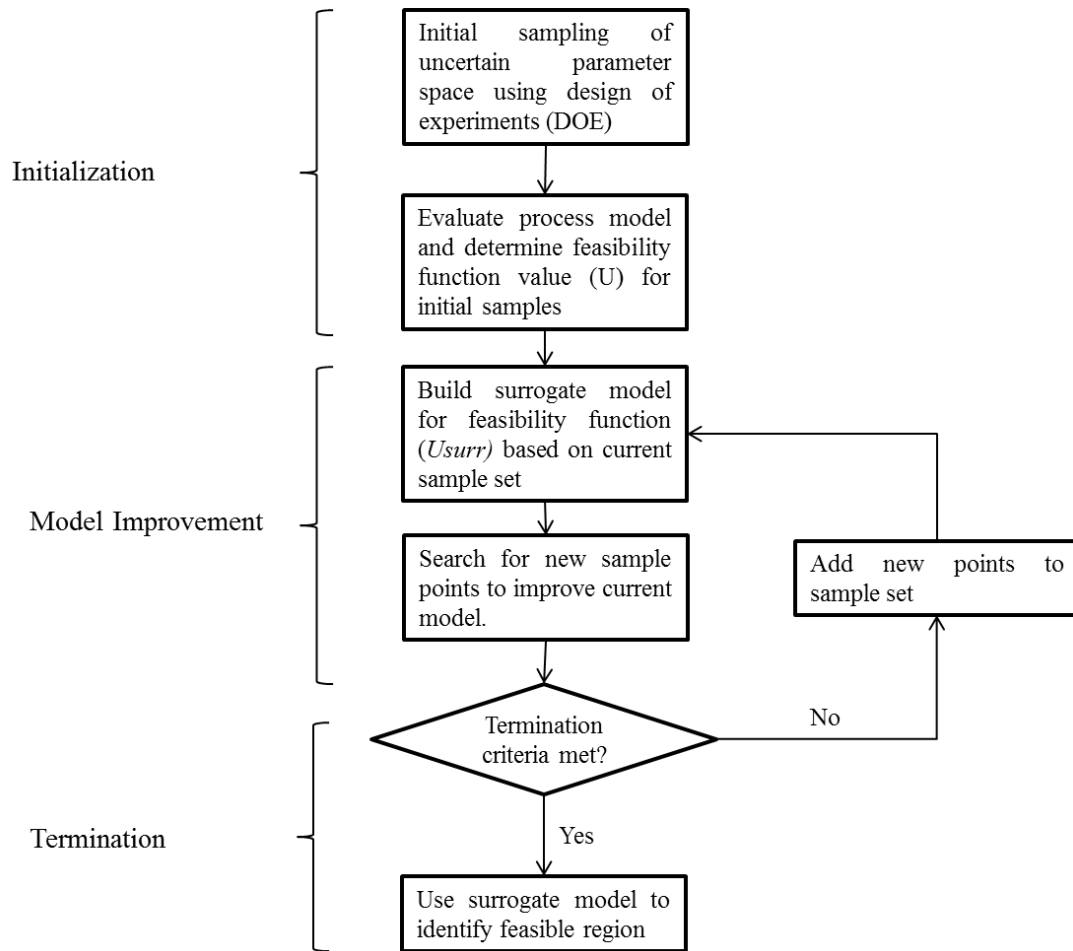 Initial sampling of
uncertain parameter
space using design of
experiments (DOE)
Initialization
Evaluate process model
and determine feasibility
function value (U) for
initial samples
Build surrogate model
for feasibility function
(Usurr) based on current
sample set
Model Improvement
Search for new sample
points to improve current
model.
Add new points to
sample set
Termination
criteria met?
No
Termination
Yes
Use surrogate model to
identify feasible region